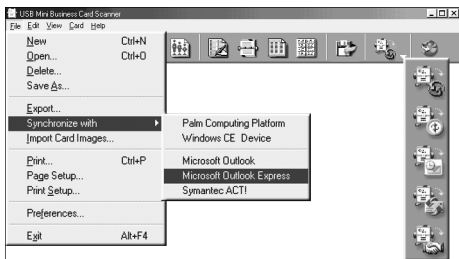 USB Mini Business Card Scanner
File Edit View Card Help
New Ctrl+N
Open... Ctrl+O
Delete...
Save As...
Export...
Synchronize with
Palm Computing Platform
Import Card Images...
Windows CE Device
Print... Ctrl+P
Microsoft Outlook
Page Setup...
Microsoft Outlook Express
Print Setup...
Symantec ACT!
Preferences...
Exit Alt+F4